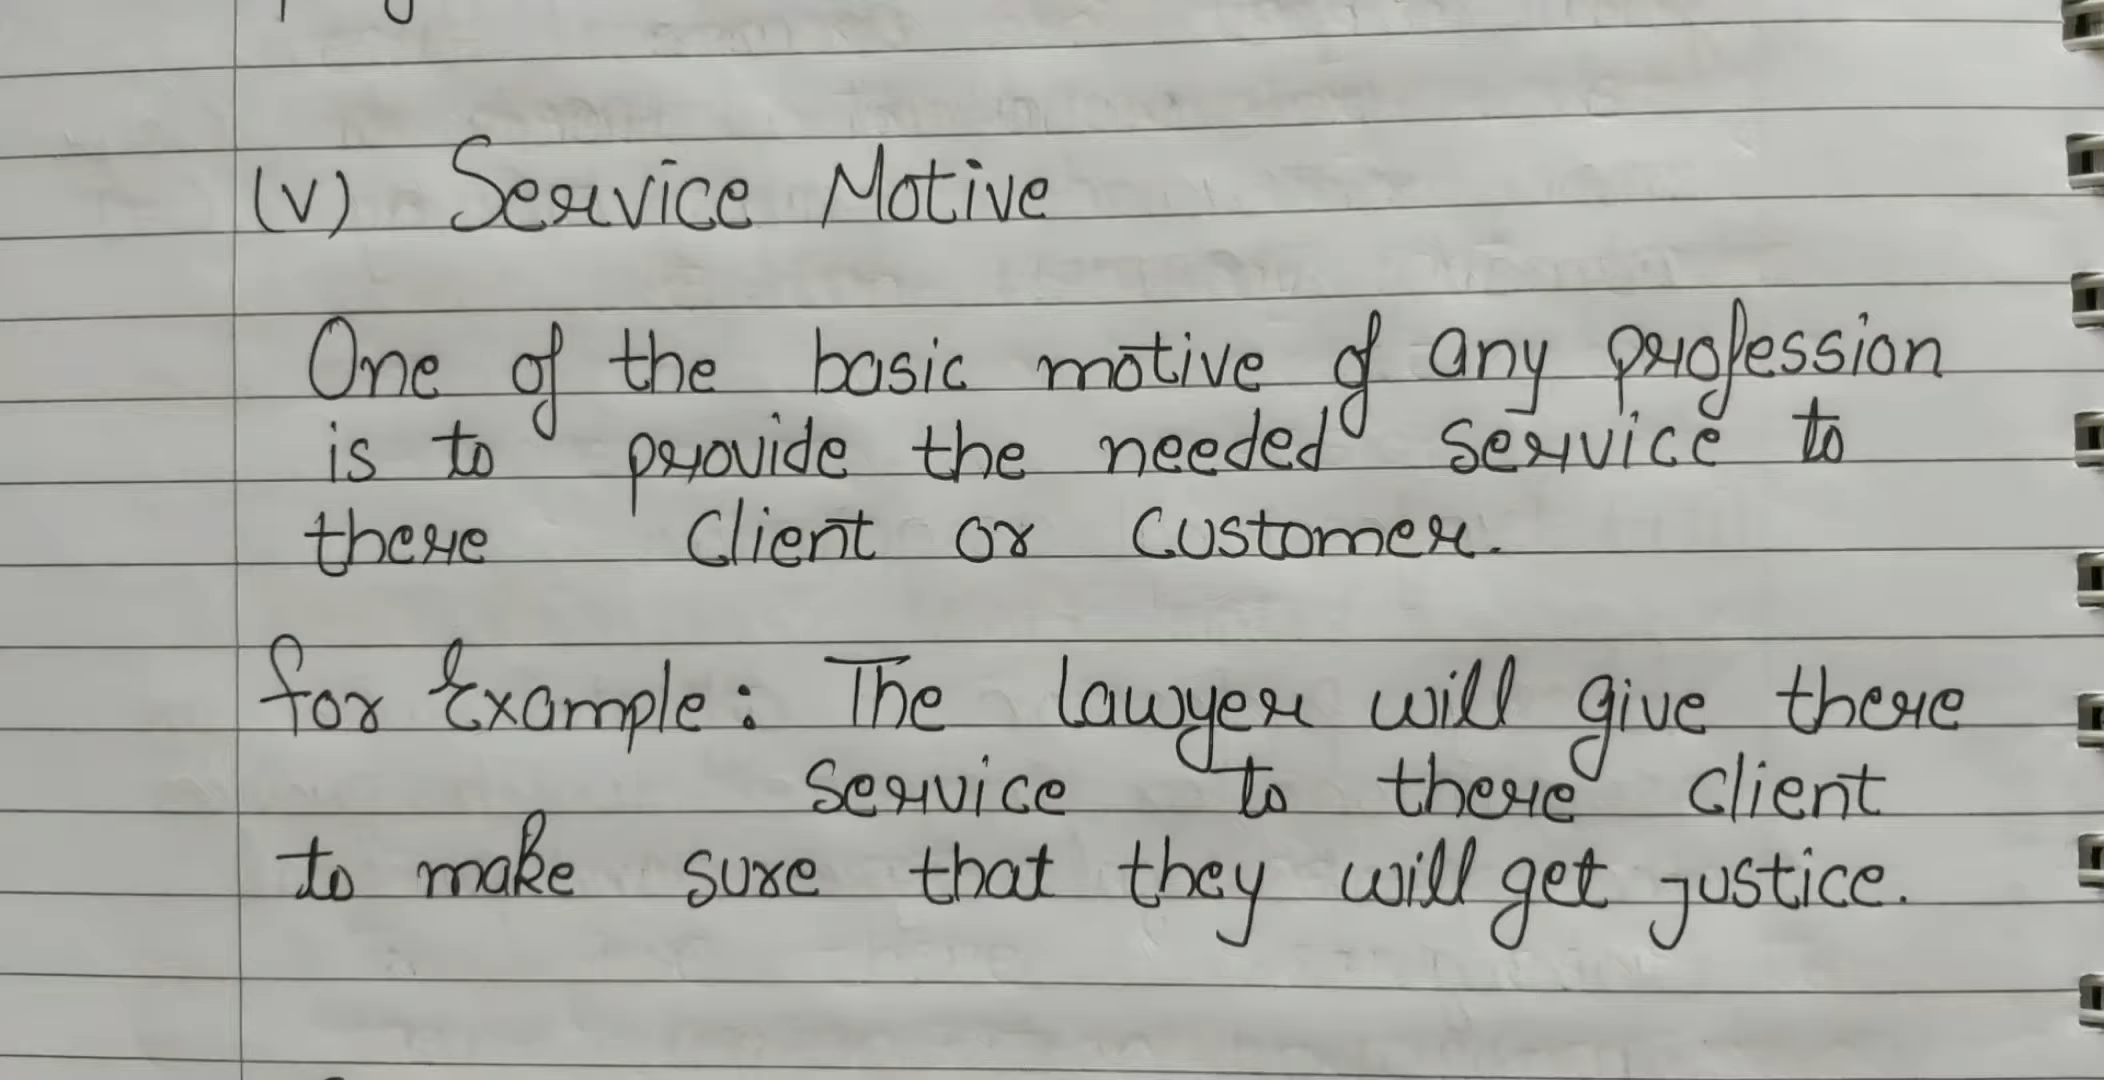 (v) Service Motive
One of the basic motive of any profession
is to provide the needed service to
there Client or Customer.
for Example: The lawyer will give there
service to there client
to make sure that they will get justice.